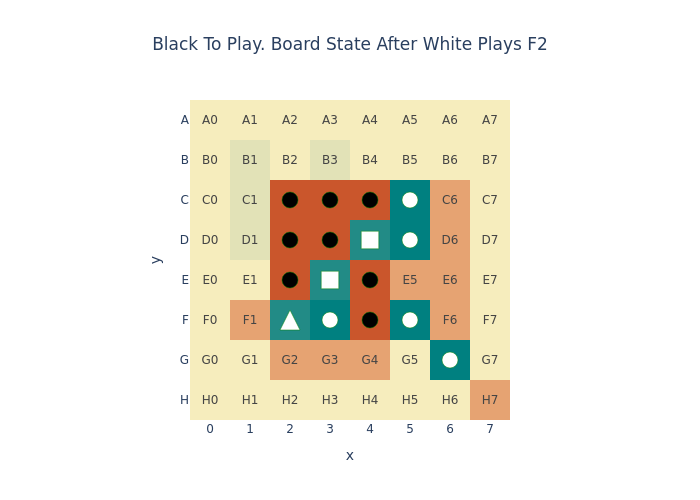 Black To Play. Board State After White Plays F2
A A0 A1 A2 A3 A4 A5 A6 A7
B B0 B1 B2 B3 B4 B5 B6 B7
C C0 C1 C6 C7
D D0 D1 D6 D7
E E0 E1 E5 E6 E7
F F0 F1 F6 F7
G G0 G1 G2 G3 G4 G5 G7
H H0 H1 H2 H3 H4 H5 H6 H7
0 1 2 3 4 5 6 7
x
y